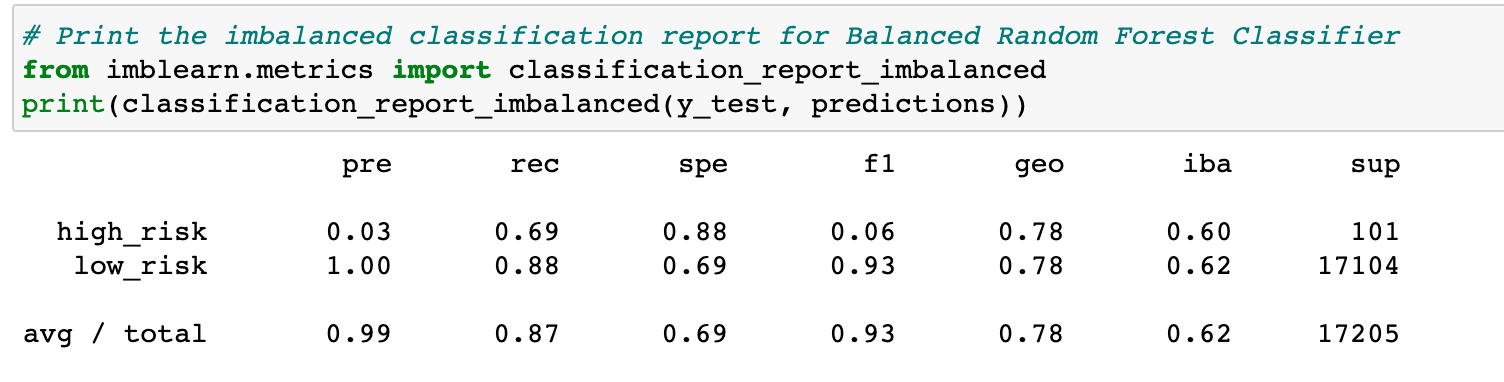 # Print the imbalanced classification report for Balanced Random Forest Classifier
from imblearn.metrics import classification_report_imbalanced
print(classification_report_imbalanced(y_test, predictions))
pre rec spe f1 geo iba sup
high_risk 0.03 0.69 0.88 0.06 0.78 0.60 101
low_risk 1.00 0.88 0.69 0.93 0.78 0.62 17104
avg / total 0.99 0.87 0.69 0.93 0.78 0.62 17205